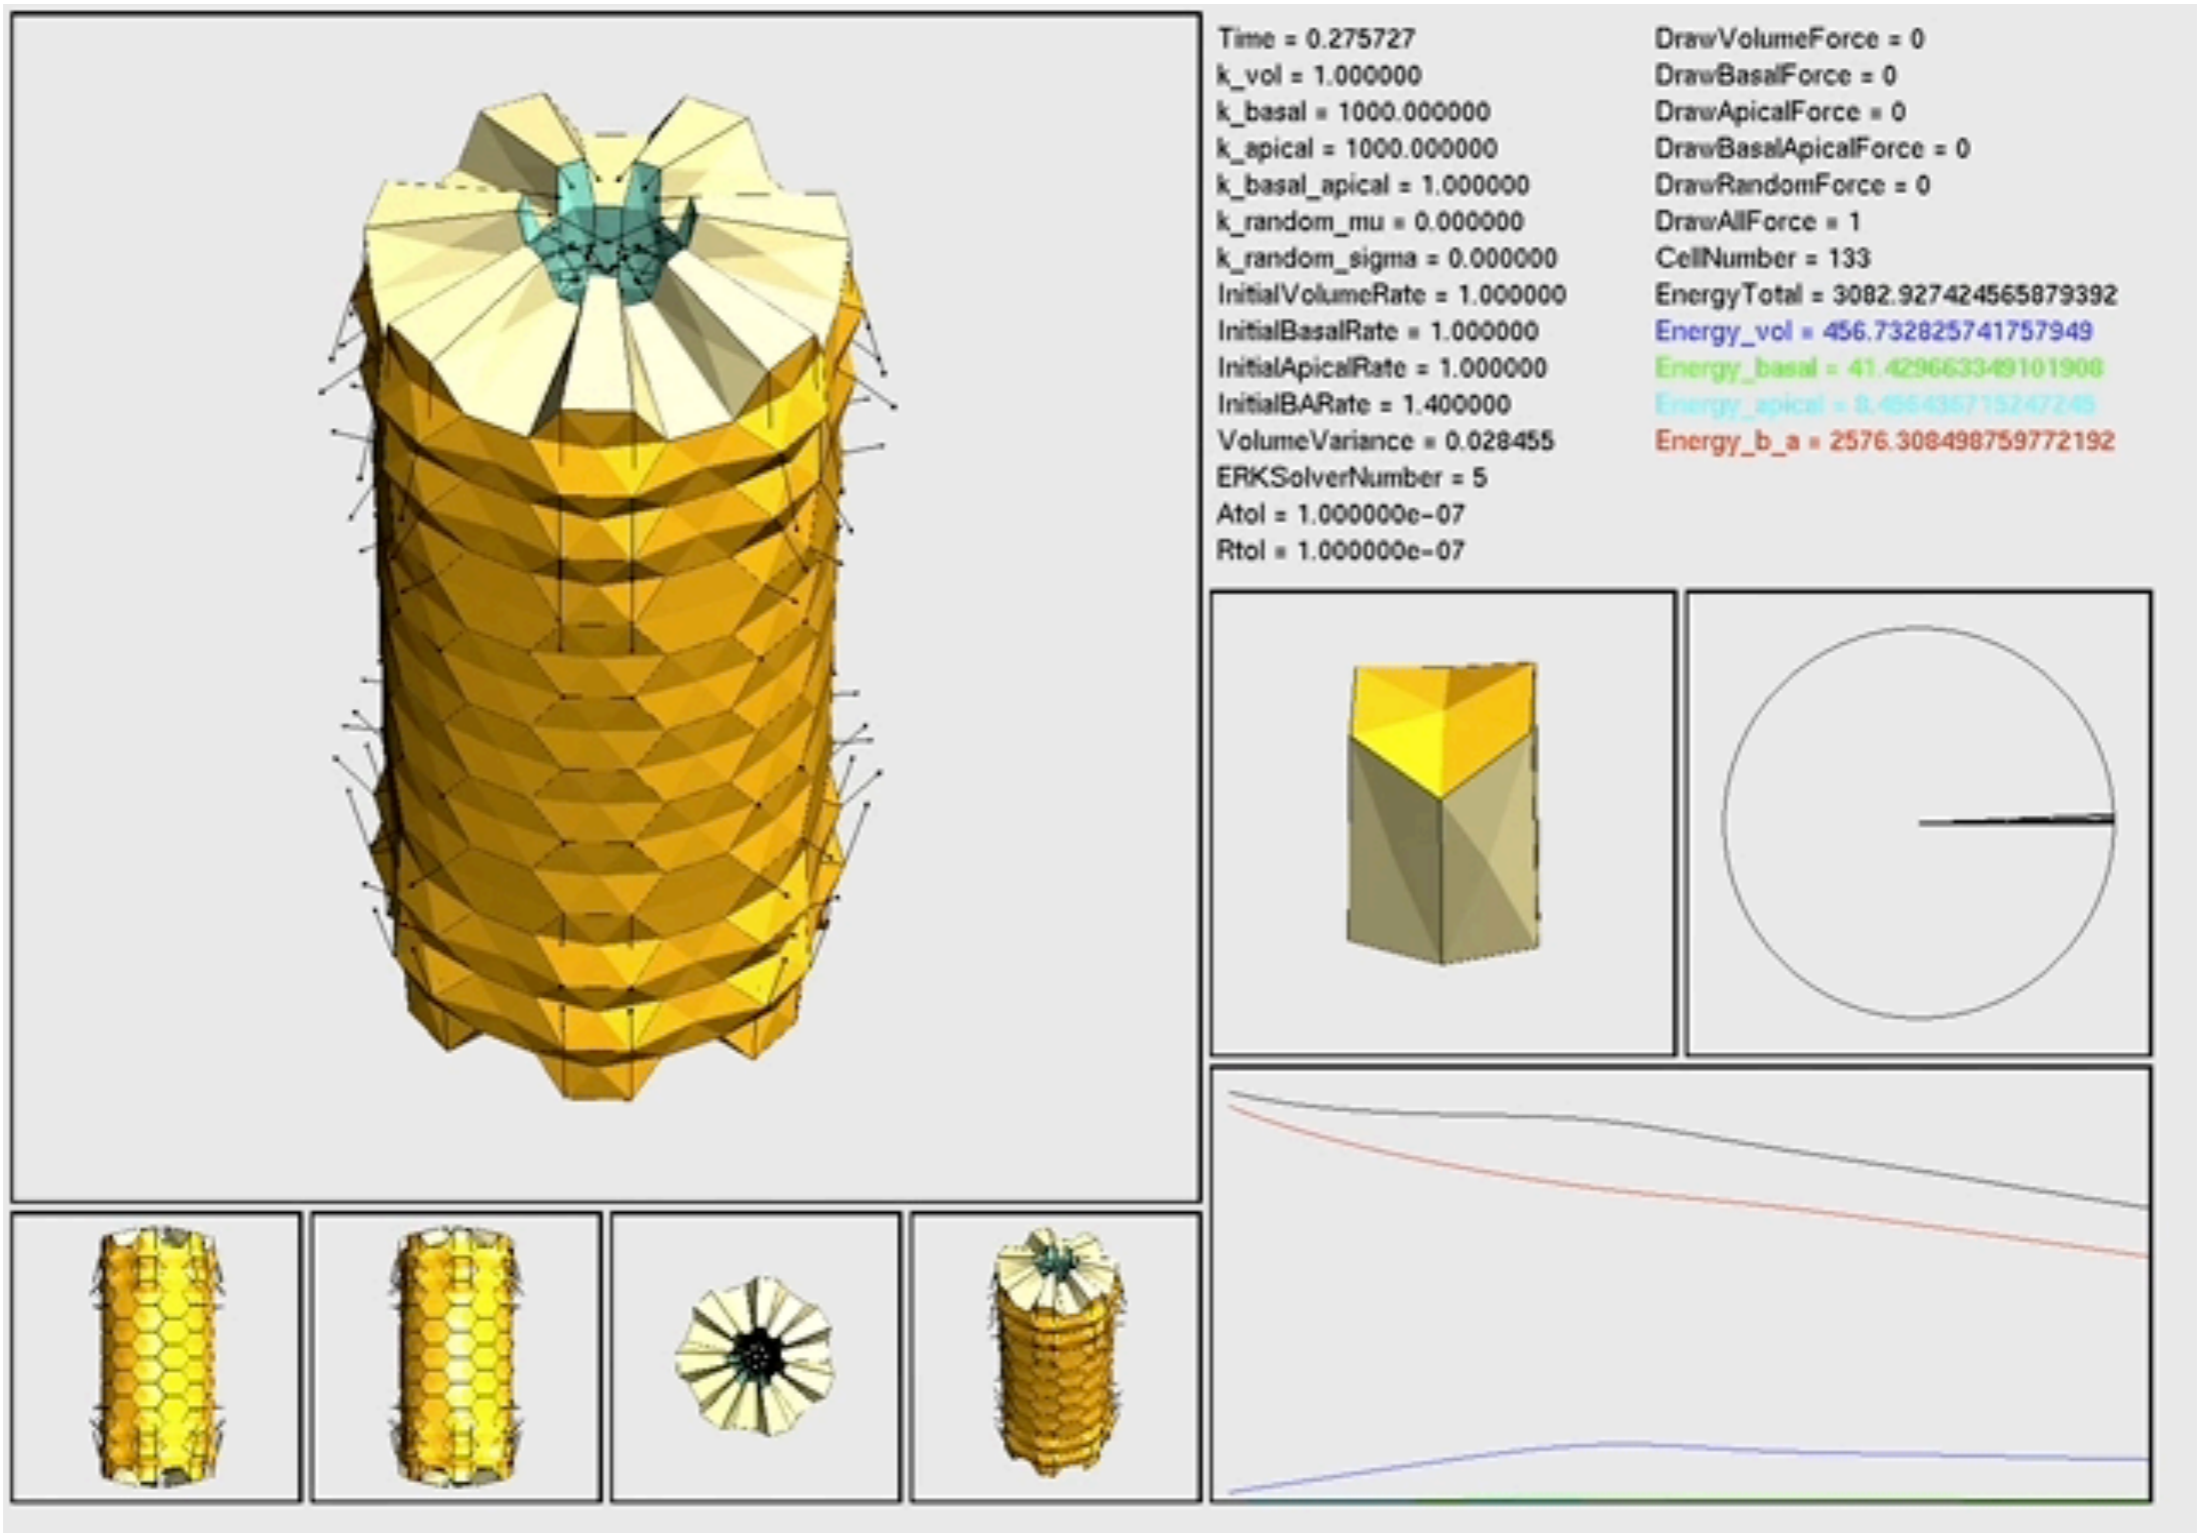 Time = 0.275727
k_vol = 1.000000
k_basal = 1000.000000
k_apical = 1000.000000
k_basal_apical = 1.000000
k_random_mu = 0.000000
k_random_sigma = 0.000000
InitialVolumeRate = 1.000000
InitialBasalRate = 1.000000
InitialApicalRate = 1.000000
InitialBARate = 1.400000
VolumeVariance = 0.028455
ERKSolverNumber = 5
Atol = 1.000000e-07
Rtol = 1.000000e-07
DrawVolumeForce = 0
DrawBasalForce = 0
DrawApicalForce = 0
DrawBasalApicalForce = 0
DrawRandomForce = 0
DrawAllForce = 1
CellNumber = 133
EnergyTotal = 3082.927424565879392
Energy_vol = 456.732825741757949
Energy_basal = 41.429663349101908
Energy_apical =
Energy_b_a = 2576.308498759772192